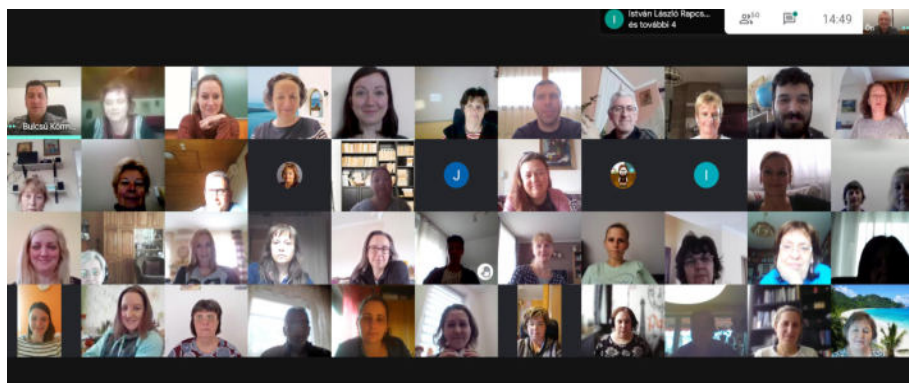 István László Rapcs...
és további 4
14:49
Bulcsú Körm...
J
I
I